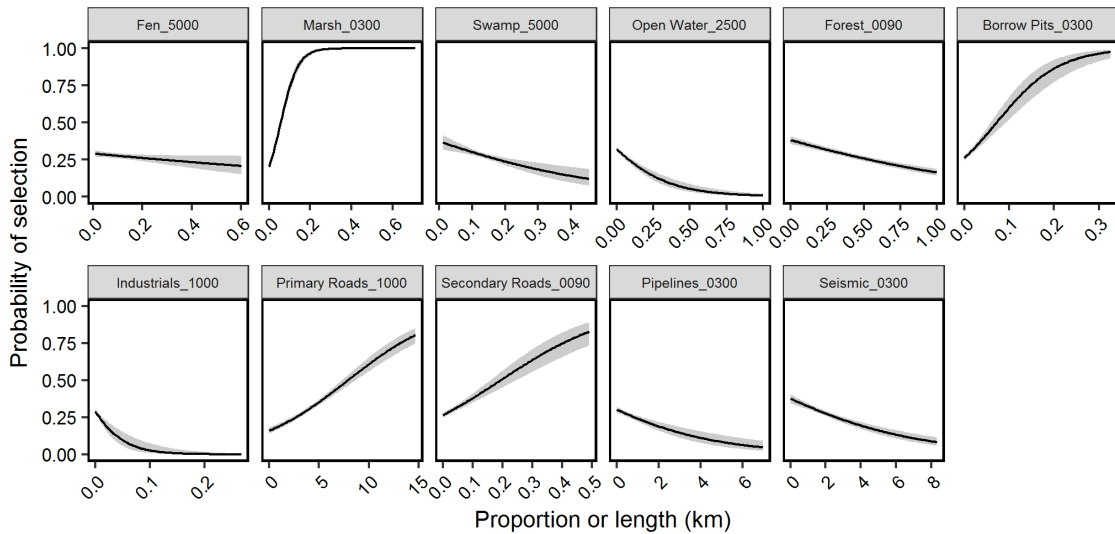 Fen_5000 Marsh_0300 Swamp_5000 Open Water_2500 Forest_0090 Borrow Pits_0300
1.00
0.75
0.50
0.25
0.00
0.0 0.2 0.4 0.6 0.0 0.2 0.4 0.6 0.0 0.1 0.2 0.3 0.4 0.00 0.25 0.50 0.75 1.00 0.00 0.25 0.50 0.75 1.00 0.0 0.1 0.2 0.3
Probability of selection
Industrials_1000 Primary Roads_1000 Secondary Roads_0090 Pipelines_0300 Seismic_0300
1.00
0.75
0.50
0.25
0.00
0.0 0.1 0.2 0 5 10 15 0.0 0.1 0.2 0.3 0.4 0.5 0 2 4 6 0 2 4 6 8
Proportion or length (km)